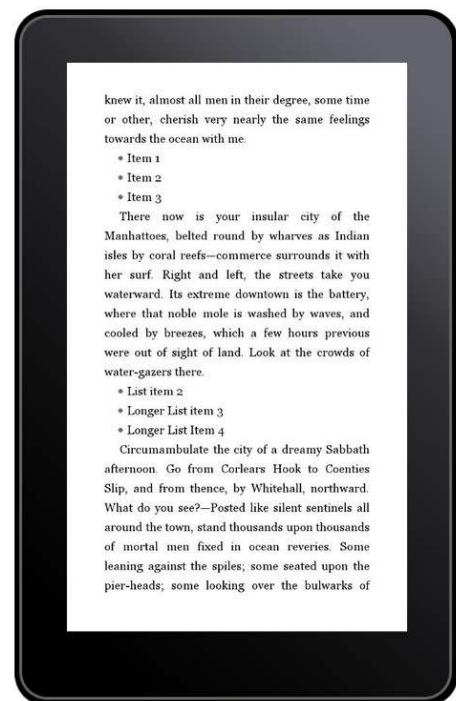 knew it, almost all men in their degree, some time
or other, cherish very nearly the same feelings
towards the ocean with me.
• Item 1
• Item 2
• Item 3
There now is your insular city of the
Manhattoes, belted round by wharves as Indian
isles by coral reefs—commerce surrounds it with
her surf. Right and left, the streets take you
waterward. Its extreme downtown is the battery,
where that noble mole is washed by waves, and
cooled by breezes, which a few hours previous
were out of sight of land. Look at the crowds of
water-gazers there.
• List item 2
• Longer List item 3
• Longer List Item 4
Circumambulate the city of a dreamy Sabbath
afternoon. Go from Corlears Hook to Coenties
Slip, and from thence, by Whitehall, northward.
What do you see?—Posted like silent sentinels all
around the town, stand thousands upon thousands
of mortal men fixed in ocean reveries. Some
leaning against the spiles; some seated upon the
pier-heads; some looking over the bulwarks of